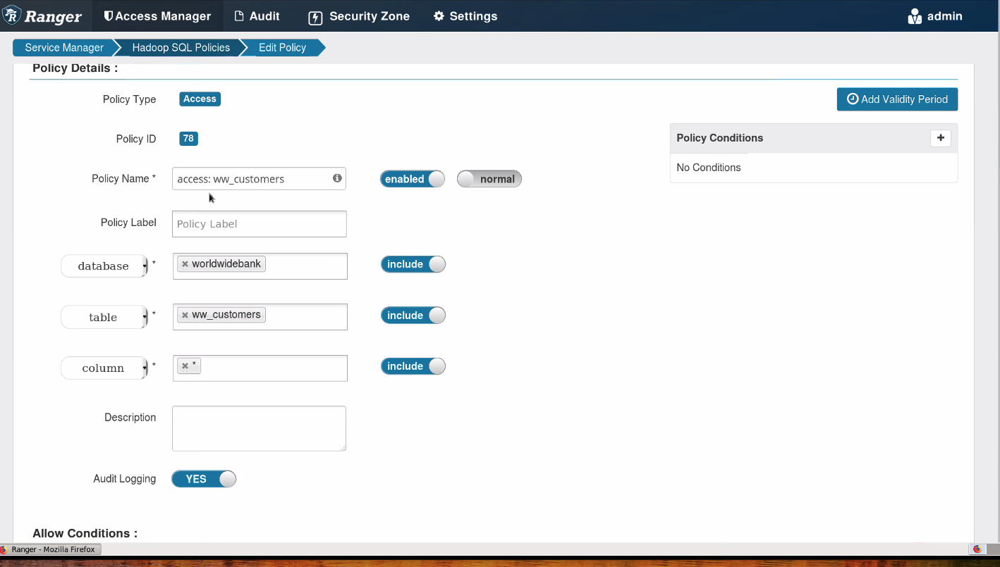 Ranger Access Manager Audit Security Zone Settings admin
Service Manager Hadoop SQL Policies Edit Policy
Policy Details :
Policy Type Access Add Validity Period
Policy ID 78 Policy Conditions +
No Conditions
Policy Name * access: ww_customers enabled normal
Policy Label Policy Label
database * worldwidebank include
table * ww_customers include
column * * include
Description
Audit Logging YES
Allow Conditions :
Ranger - Mozilla Firefox